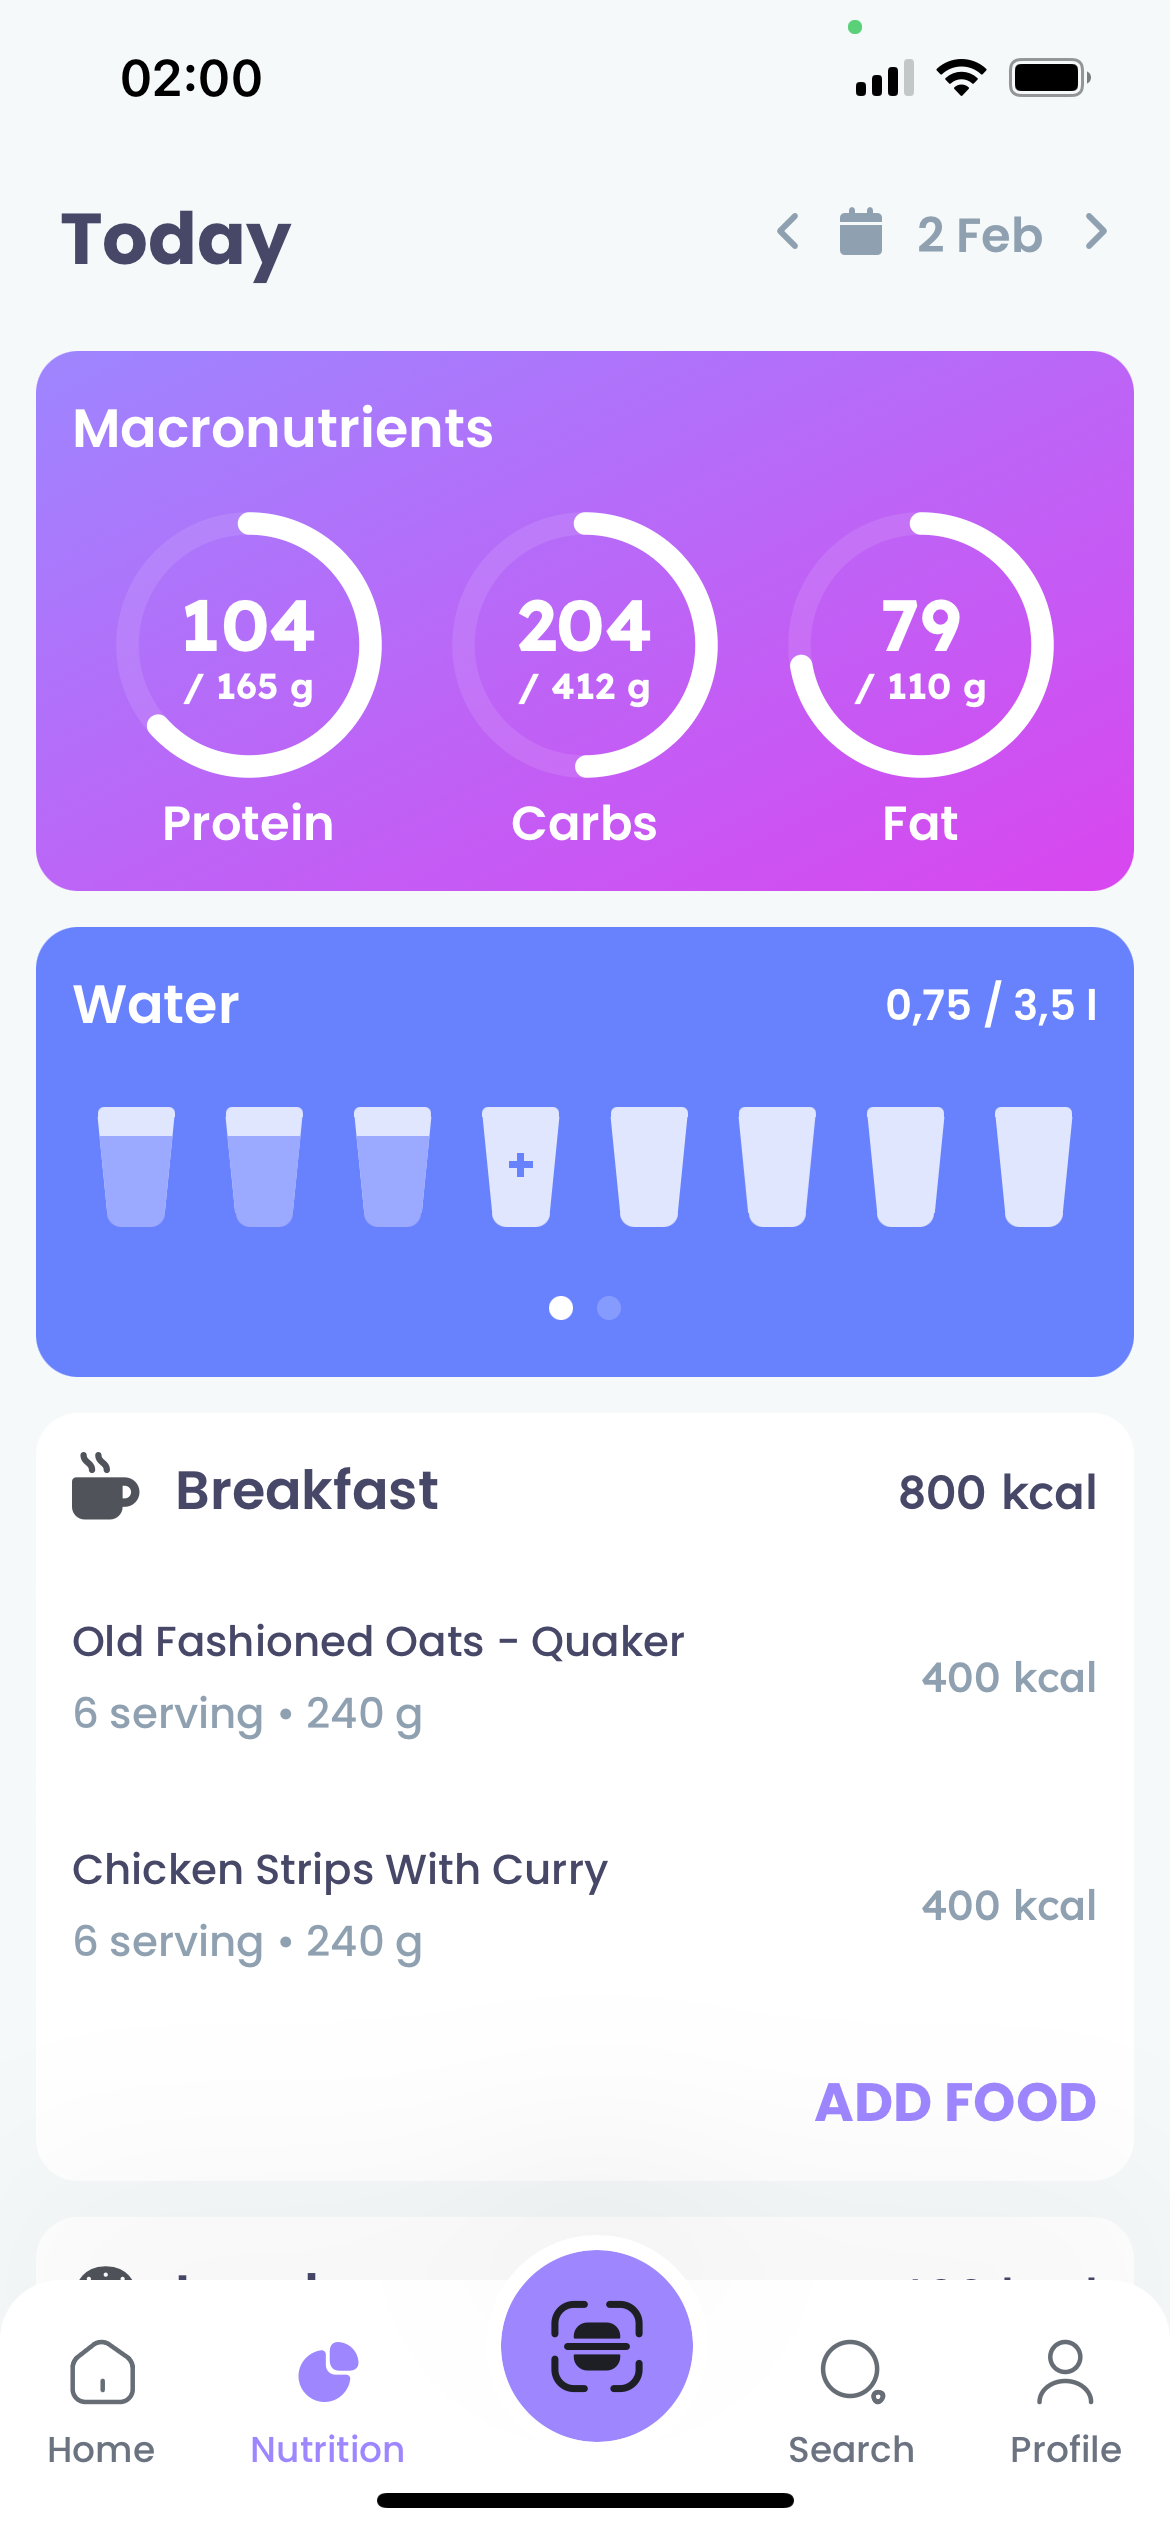 02:00
Today
2 Feb
Macronutrients
104
/ 165 g
Protein
204
/ 412 g
Carbs
79
/ 110 g
Fat
Water
0,75 / 3,5 l
+
Breakfast
800 kcal
Old Fashioned Oats - Quaker
6 serving • 240 g
400 kcal
Chicken Strips With Curry
6 serving • 240 g
400 kcal
ADD FOOD
Home
Nutrition
Search
Profile